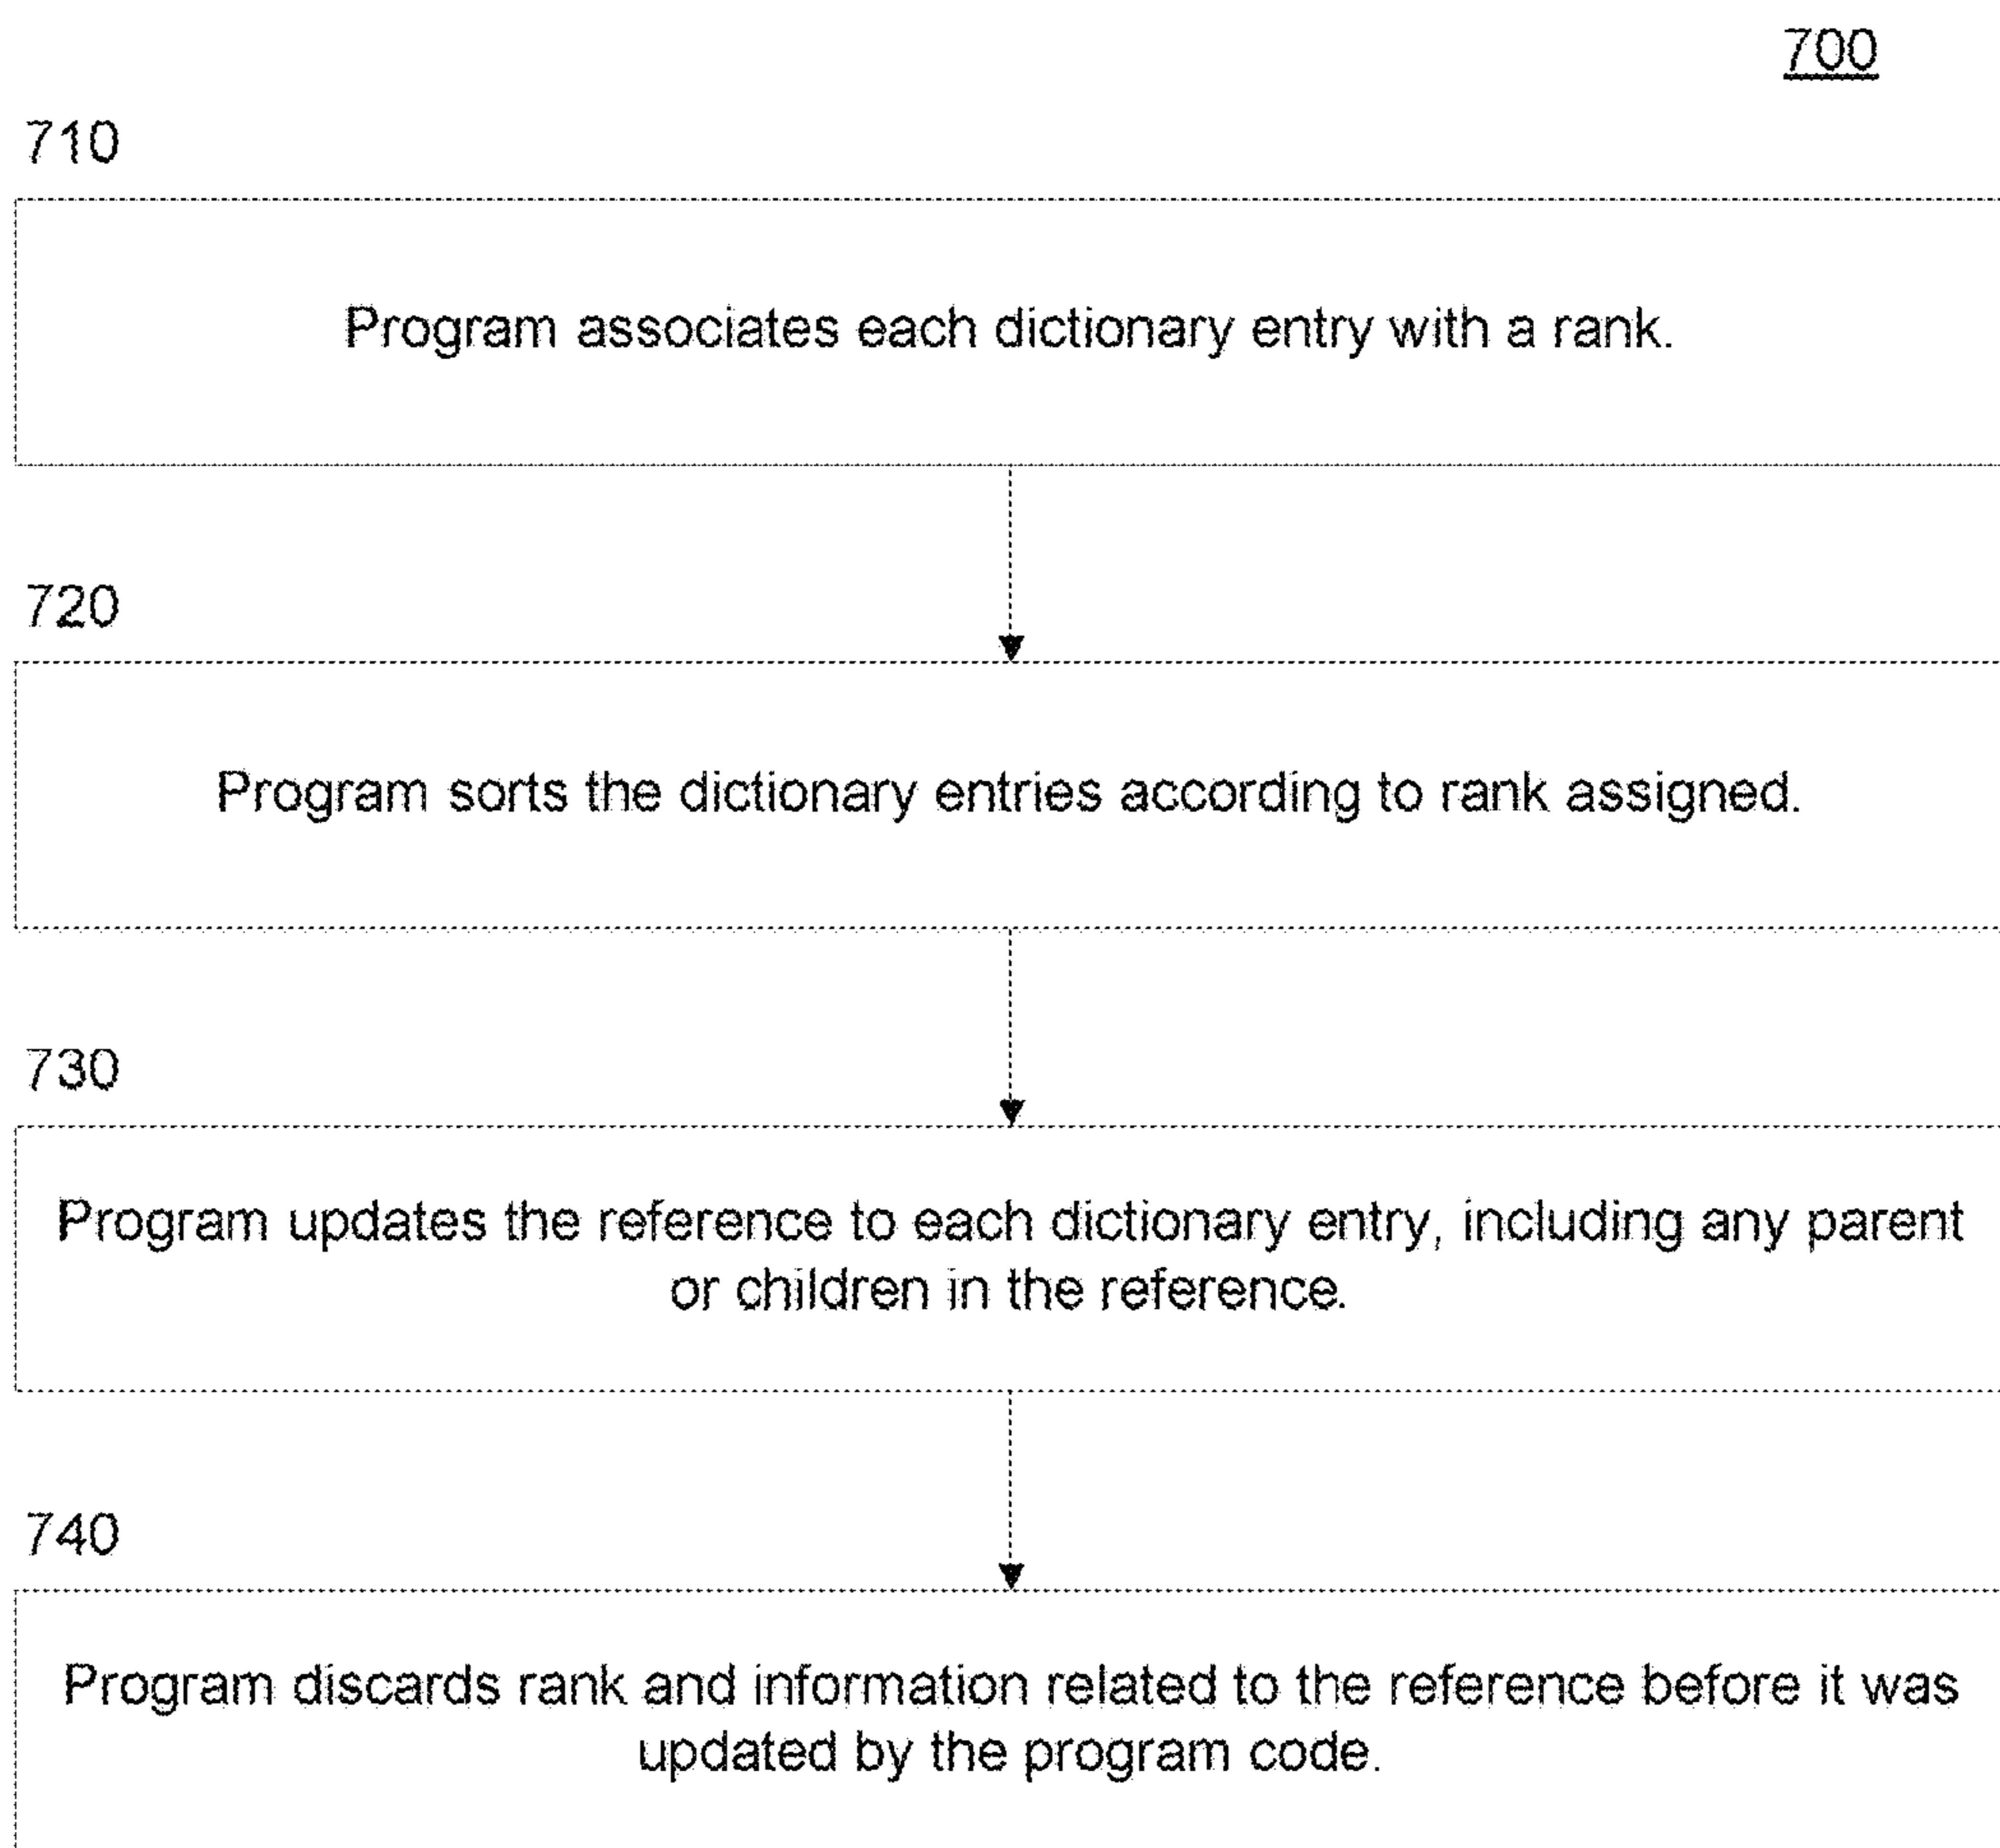 700
710
Program associates each dictionary entry with a rank.
720
Program sorts the dictionary entries according to rank assigned.
730
Program updates the reference to each dictionary entry, including any parent
or children in the reference.
740
Program discards rank and information related to the reference before it was
updated by the program code.